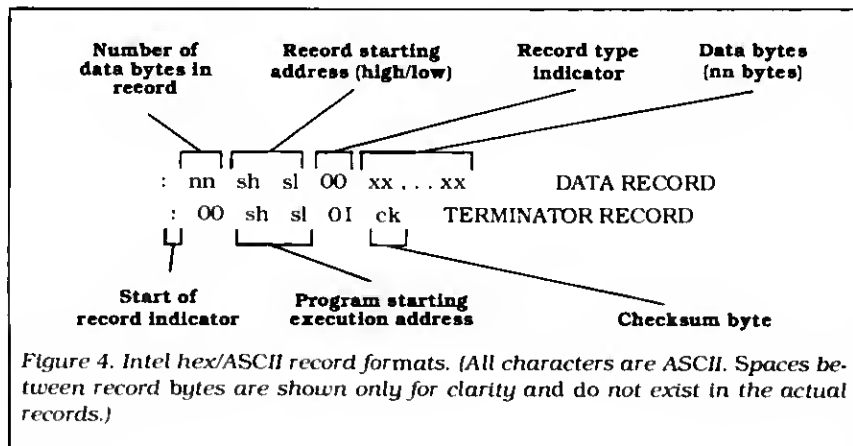 Number of data bytes in record
Record starting address (high/low)
Record type indicator
Data bytes (nn bytes)
: nn sh sl 00 xx . . . xx DATA RECORD
: 00 sh sl 01 ck TERMINATOR RECORD
Start of record indicator
Program starting execution address
Checksum byte
Figure 4. Intel hex/ASCII record formats. (All characters are ASCII. Spaces be-
tween record bytes are shown only for clarity and do not exist in the actual
records.)